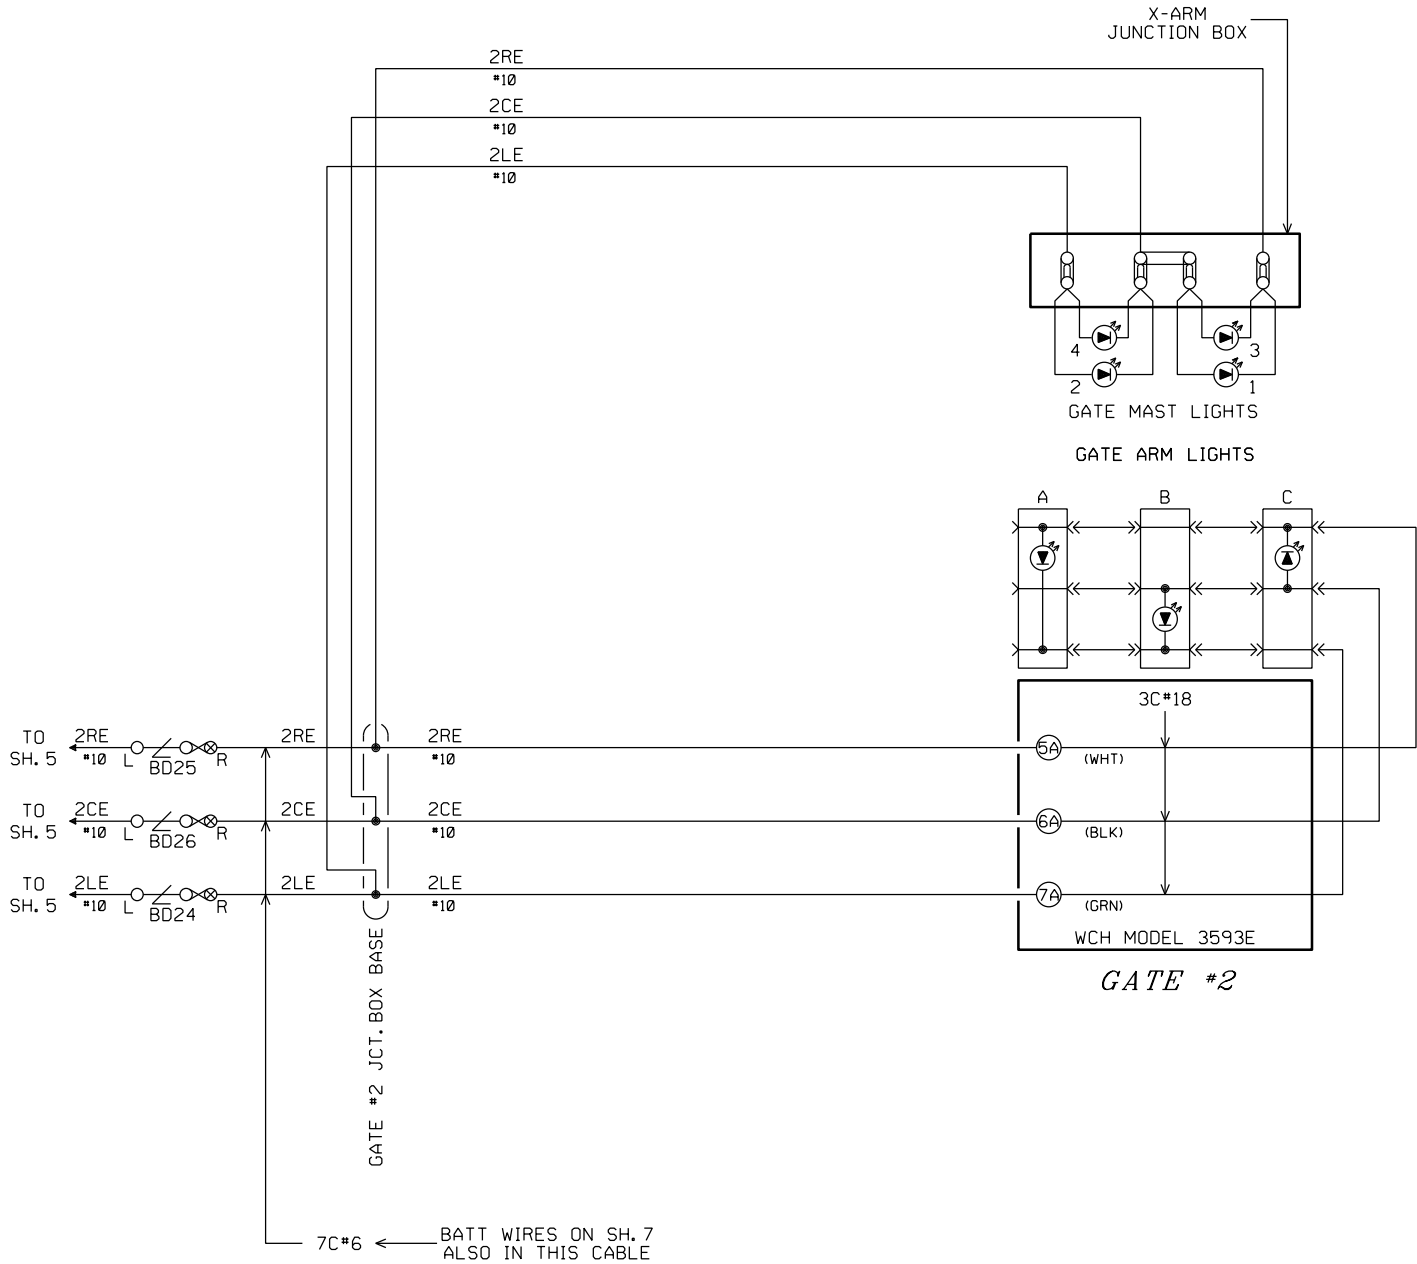 X-ARM
JUNCTION BOX
2RE
#10
2CE
#10
2LE
#10
4
3
2
1
GATE MAST LIGHTS
GATE ARM LIGHTS
A B C
3C#18
TO
SH.5
2RE
#10
L
BD25
R
2RE
2RE
#10
5A
(WHT)
TO
SH.5
2CE
#10
L
BD26
R
2CE
2CE
#10
6A
(BLK)
TO
SH.5
2LE
#10
L
BD24
R
2LE
2LE
#10
7A
(GRN)
WCH MODEL 3593E
GATE #2
GATE #2 JCT.BOX BASE
7C#6
BATT WIRES ON SH.7
ALSO IN THIS CABLE